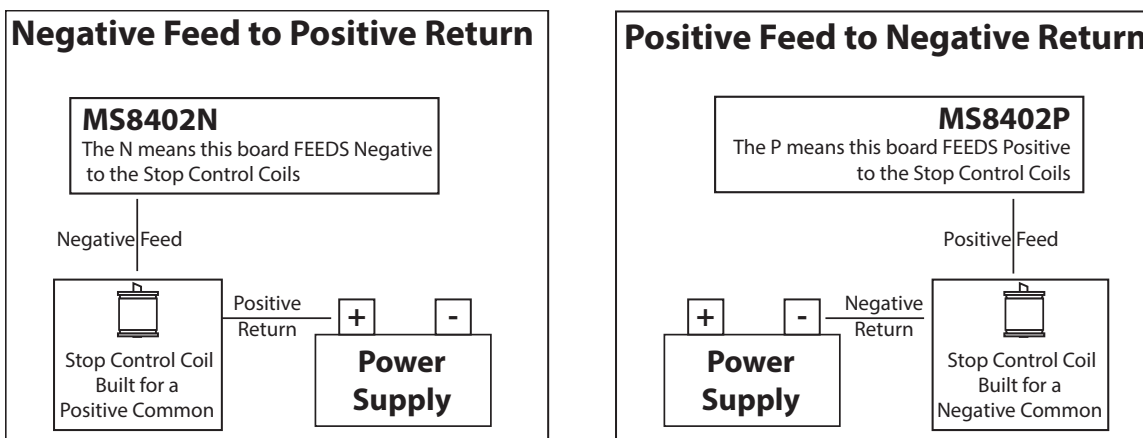 Negative Feed to Positive Return
MS8402N
The N means this board FEEDS Negative
to the Stop Control Coils
Negative Feed
Positive
Return
+
-
Stop Control Coil
Built for a
Positive Common
Power
Supply
Positive Feed to Negative Return
MS8402P
The P means this board FEEDS Positive
to the Stop Control Coils
Positive Feed
+
-
Negative
Return
Power
Supply
Stop Control Coil
Built for a
Negative Common